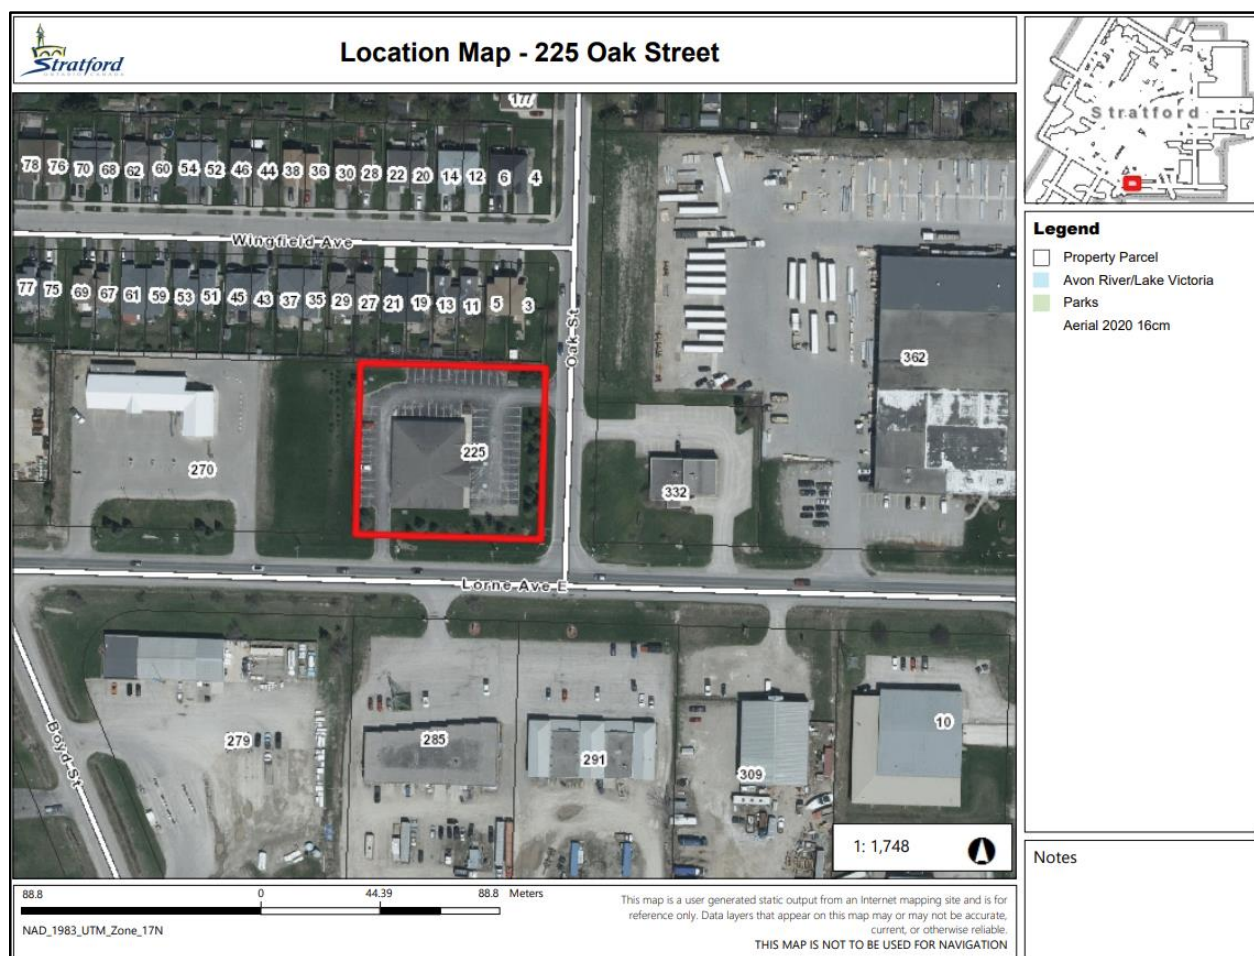 Stratford
ONTARIO CANADA
Location Map - 225 Oak Street
Stratford
177
78 76 70 68 62 60 54 52 46 44 38 36 30 28 22 20 14 12 6 4
Wingfield Ave
77 75 69 67 61 59 53 51 45 43 37 35 29 27 21 19 13 11 5 3
Oak St
362
270
225
332
Lorne Ave E
Boyd St
279
285
291
309
10
1: 1,748
Legend
Property Parcel
Avon River/Lake Victoria
Parks
Aerial 2020 16cm
Notes
88.8 0 44.39 88.8 Meters
NAD_1983_UTM_Zone_17N
This map is a user generated static output from an Internet mapping site and is for
reference only. Data layers that appear on this map may or may not be accurate,
current, or otherwise reliable.
THIS MAP IS NOT TO BE USED FOR NAVIGATION